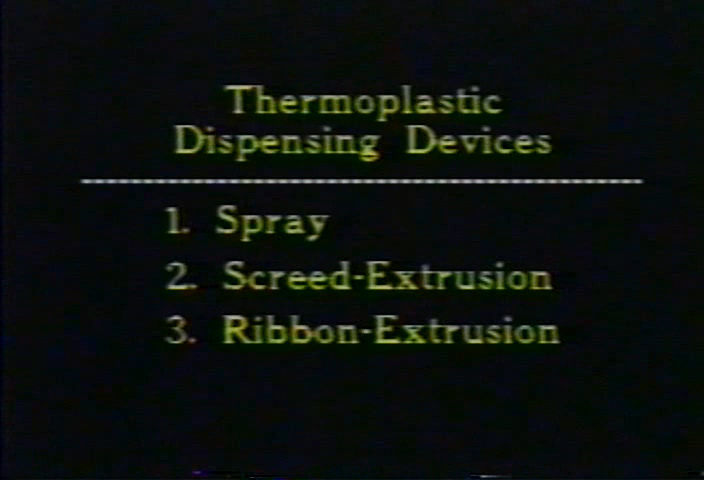 Thermoplastic
Dispensing Devices
1. Spray
2. Screed-Extrusion
3. Ribbon-Extrusion